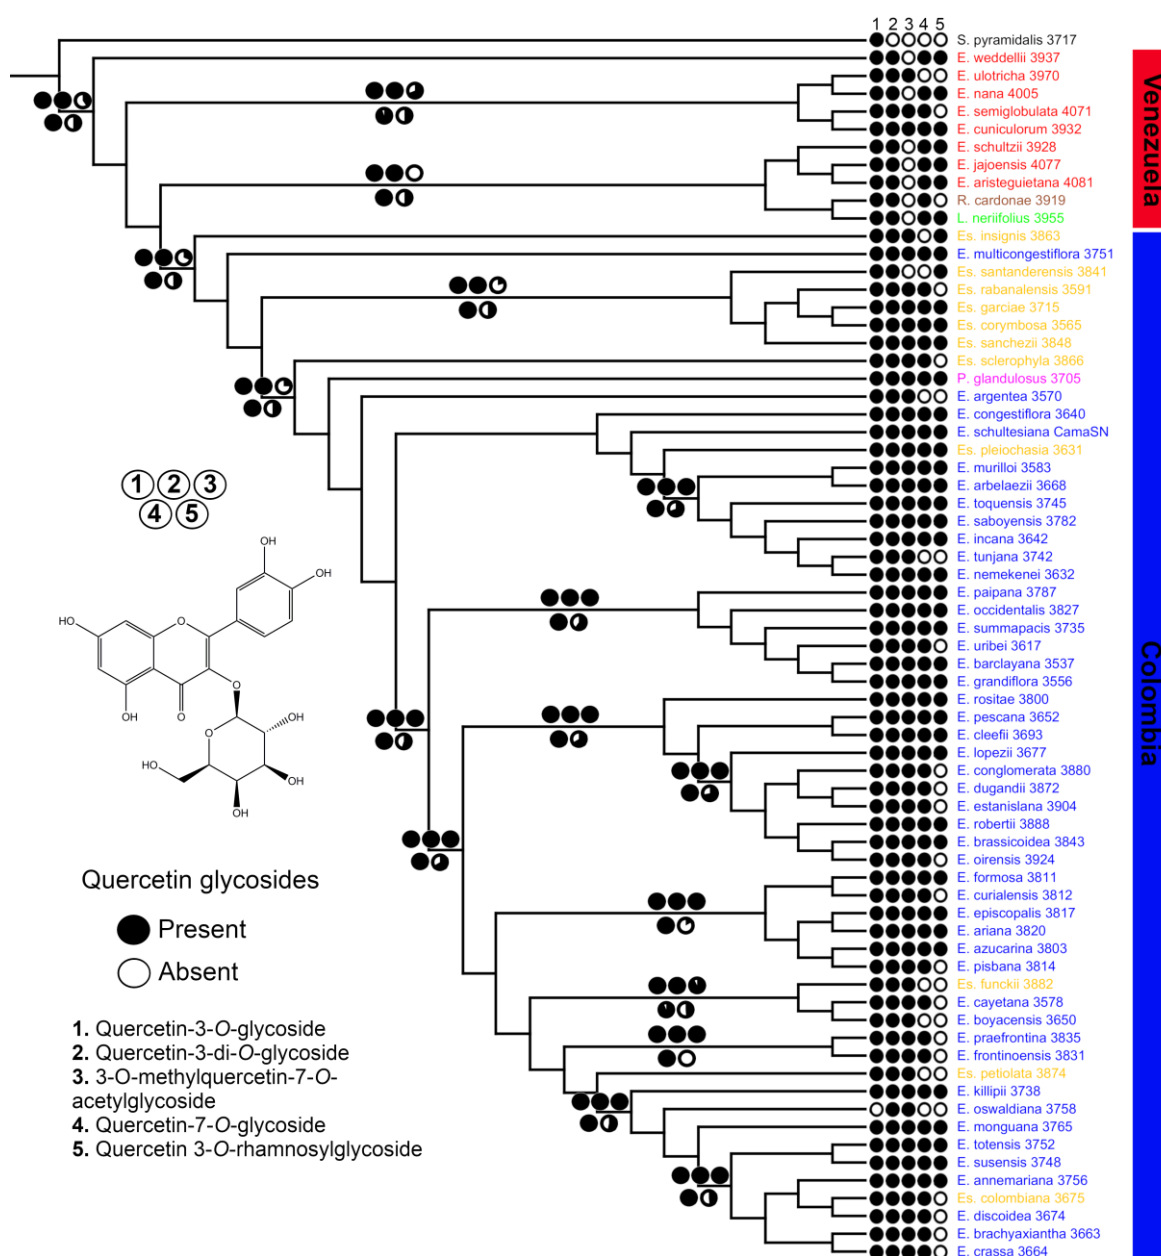 1 2 3 4 5
S. pyramidalis 3717
E. weddellii 3937
E. ulotricha 3970
E. nana 4005
E. semiglobulata 4071
E. cuniculorum 3932
E. schultzii 3928
E. jajoensis 4077
E. aristeguietana 4081
R. cardonae 3919
L. neriifolius 3955
Venezuela
Es. insignis 3863
E. multicongestiflora 3751
Es. santanderensis 3841
Es. rabanalensis 3591
Es. garciae 3715
Es. corymbosa 3565
Es. sanchezii 3848
Es. sclerophyla 3866
P. glandulosus 3705
E. argentea 3570
E. congestiflora 3640
E. schultesiana CamaSN
Es. pleiochasia 3631
E. murilloi 3583
E. arbelaezii 3668
E. toquensis 3745
E. saboyensis 3782
E. incana 3642
E. tunjana 3742
E. nemekenei 3632
E. paipana 3787
E. occidentalis 3827
E. summapacis 3735
E. uribei 3617
E. barclayana 3537
E. grandiflora 3556
E. rositae 3800
E. pescana 3652
E. cleefii 3693
E. lopezii 3677
E. conglomerata 3880
E. dugandii 3872
E. estanislana 3904
E. robertii 3888
E. brassicoidea 3843
E. oirensis 3924
E. formosa 3811
E. curialensis 3812
E. episcopalis 3817
E. ariana 3820
E. azucarina 3803
E. pisbana 3814
Es. funckii 3882
E. cayetana 3578
E. boyacensis 3650
E. praefrontina 3835
E. frontinoensis 3831
Es. petiolata 3874
E. killipii 3738
E. oswaldiana 3758
E. monguana 3765
E. totensis 3752
E. susensis 3748
E. annemariana 3756
Es. colombiana 3675
E. discoidea 3674
E. brachyaxiantha 3663
E. crassa 3664
Colombia
1 2 3
4 5
OH
OH
HO
O
O
OH
O
O
OH
HO
OH
OH
Quercetin glycosides
Present
Absent
1. Quercetin-3-O-glycoside
2. Quercetin-3-di-O-glycoside
3. 3-O-methylquercetin-7-O-
acetylglycoside
4. Quercetin-7-O-glycoside
5. Quercetin 3-O-rhamnosylglycoside